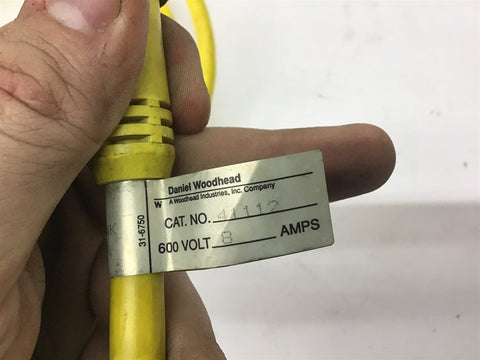 Daniel Woodhead
W A Woodhead Industries, Inc. Company
CAT. NO. 41112
600 VOLT 8 AMPS
31-6750
K